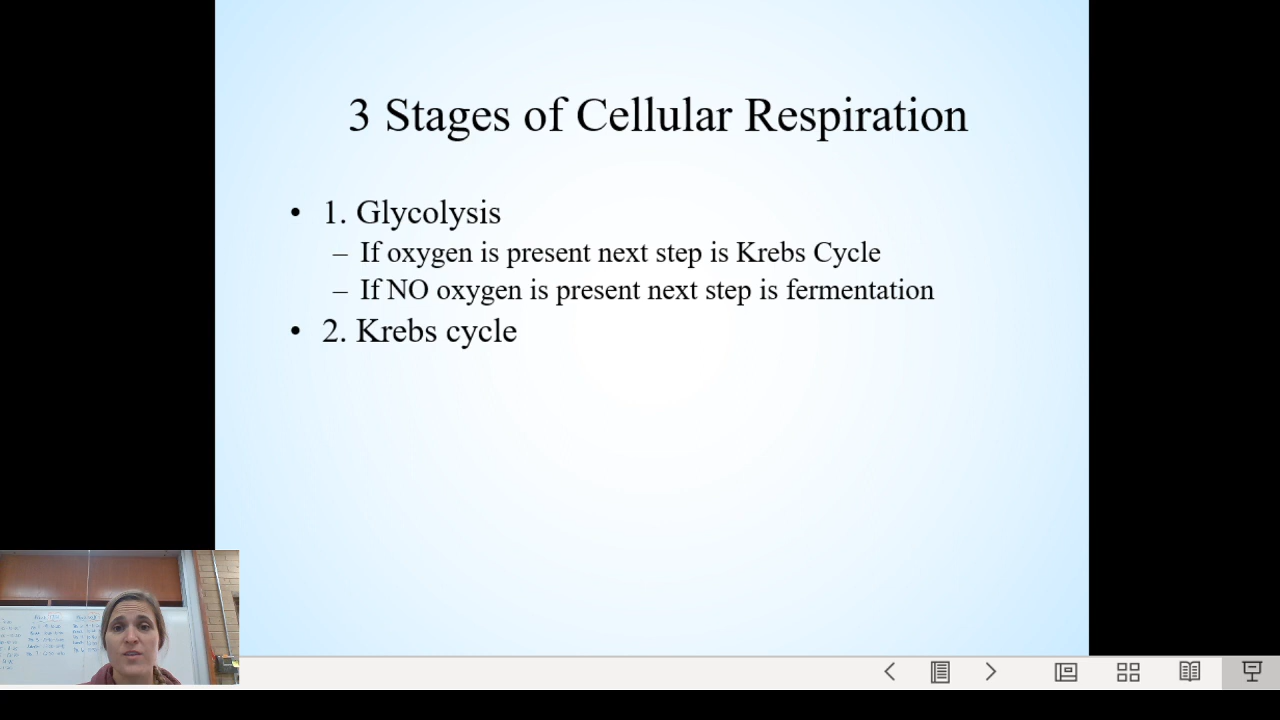 3 Stages of Cellular Respiration
• 1. Glycolysis
– If oxygen is present next step is Krebs Cycle
– If NO oxygen is present next step is fermentation
• 2. Krebs cycle